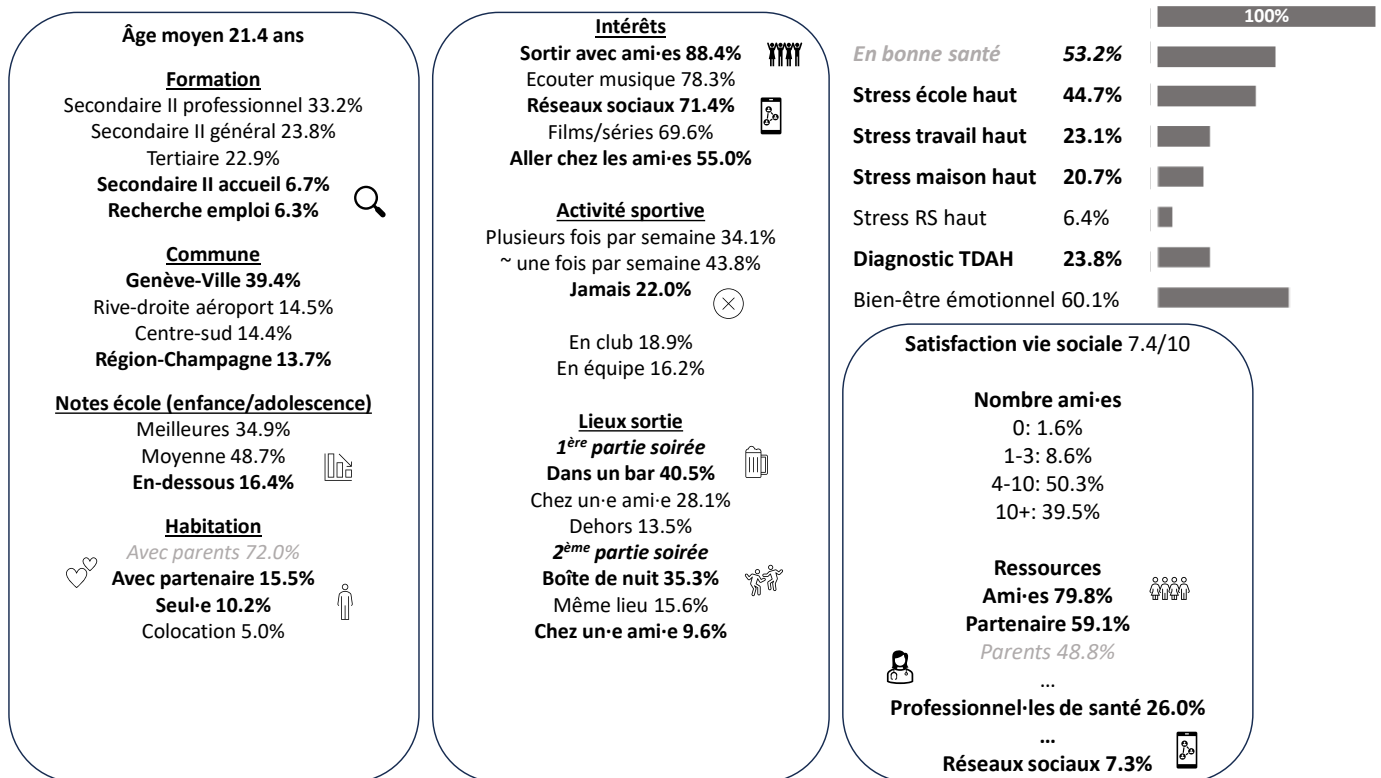 Âge moyen 21.4 ans
Formation
Secondaire II professionnel 33.2%
Secondaire II général 23.8%
Tertiaire 22.9%
Secondaire II accueil 6.7%
Recherche emploi 6.3%
Commune
Genève-Ville 39.4%
Rive-droite aéroport 14.5%
Centre-sud 14.4%
Région-Champagne 13.7%
Notes école (enfance/adolescence)
Meilleures 34.9%
Moyenne 48.7%
En-dessous 16.4%
Habitation
Avec parents 72.0%
Avec partenaire 15.5%
Seul·e 10.2%
Colocation 5.0%
Intérêts
Sortir avec ami·es 88.4%
Ecouter musique 78.3%
Réseaux sociaux 71.4%
Films/séries 69.6%
Aller chez les ami·es 55.0%
Activité sportive
Plusieurs fois par semaine 34.1%
~ une fois par semaine 43.8%
Jamais 22.0%
En club 18.9%
En équipe 16.2%
Lieux sortie
1ère partie soirée
Dans un bar 40.5%
Chez un·e ami·e 28.1%
Dehors 13.5%
2ème partie soirée
Boîte de nuit 35.3%
Même lieu 15.6%
Chez un·e ami·e 9.6%
100%
En bonne santé 53.2%
Stress école haut 44.7%
Stress travail haut 23.1%
Stress maison haut 20.7%
Stress RS haut 6.4%
Diagnostic TDAH 23.8%
Bien-être émotionnel 60.1%
Satisfaction vie sociale 7.4/10
Nombre ami·es
0: 1.6%
1-3: 8.6%
4-10: 50.3%
10+: 39.5%
Ressources
Ami·es 79.8%
Partenaire 59.1%
Parents 48.8%
...
Professionnel·les de santé 26.0%
...
Réseaux sociaux 7.3%